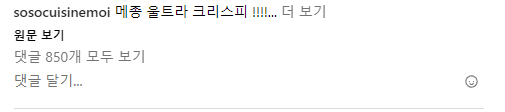 sosocuisinemoi 메종 울트라 크리스피 !!!!... 더 보기
원문 보기
댓글 850개 모두 보기
댓글 달기...